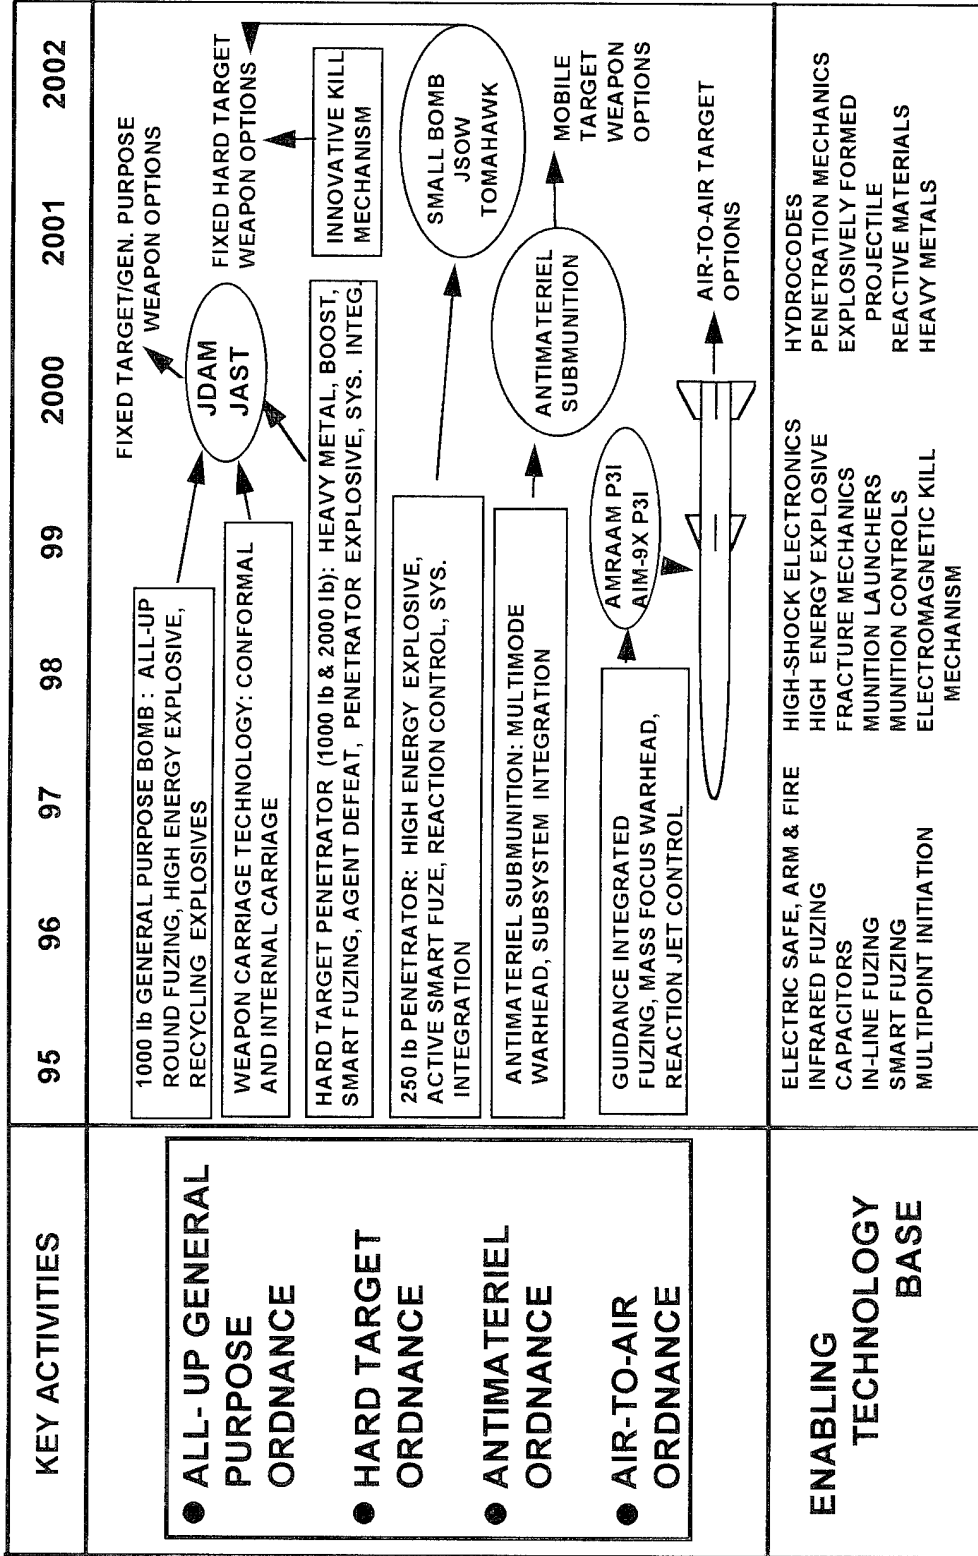 KEY ACTIVITIES
95 96 97 98 99 2000 2001 2002
● ALL- UP GENERAL
PURPOSE
ORDNANCE
● HARD TARGET
ORDNANCE
● ANTIMATERIEL
ORDNANCE
● AIR-TO-AIR
ORDNANCE
1000 lb GENERAL PURPOSE BOMB : ALL-UP
ROUND FUZING, HIGH ENERGY EXPLOSIVE,
RECYCLING EXPLOSIVES
WEAPON CARRIAGE TECHNOLOGY: CONFORMAL
AND INTERNAL CARRIAGE
JDAM
JAST
FIXED TARGET/GEN. PURPOSE
WEAPON OPTIONS
HARD TARGET PENETRATOR (1000 lb & 2000 lb): HEAVY METAL, BOOST,
SMART FUZING, AGENT DEFEAT, PENETRATOR EXPLOSIVE, SYS. INTEG.
INNOVATIVE KILL
MECHANISM
FIXED HARD TARGET
WEAPON OPTIONS
250 lb PENETRATOR: HIGH ENERGY EXPLOSIVE,
ACTIVE SMART FUZE, REACTION CONTROL, SYS.
INTEGRATION
SMALL BOMB
JSOW
TOMAHAWK
ANTIMATERIEL SUBMUNITION: MULTIMODE
WARHEAD, SUBSYSTEM INTEGRATION
ANTIMATERIEL
SUBMUNITION
MOBILE
TARGET
WEAPON
OPTIONS
GUIDANCE INTEGRATED
FUZING, MASS FOCUS WARHEAD,
REACTION JET CONTROL
AMRAAM P3I
AIM-9X P3I
AIR-TO-AIR TARGET
OPTIONS
ENABLING
TECHNOLOGY
BASE
ELECTRIC SAFE, ARM & FIRE
INFRARED FUZING
CAPACITORS
IN-LINE FUZING
SMART FUZING
MULTIPOINT INITIATION
HIGH-SHOCK ELECTRONICS
HIGH ENERGY EXPLOSIVE
FRACTURE MECHANICS
MUNITION LAUNCHERS
MUNITION CONTROLS
ELECTROMAGNETIC KILL
MECHANISM
HYDROCODES
PENETRATION MECHANICS
EXPLOSIVELY FORMED
PROJECTILE
REACTIVE MATERIALS
HEAVY METALS